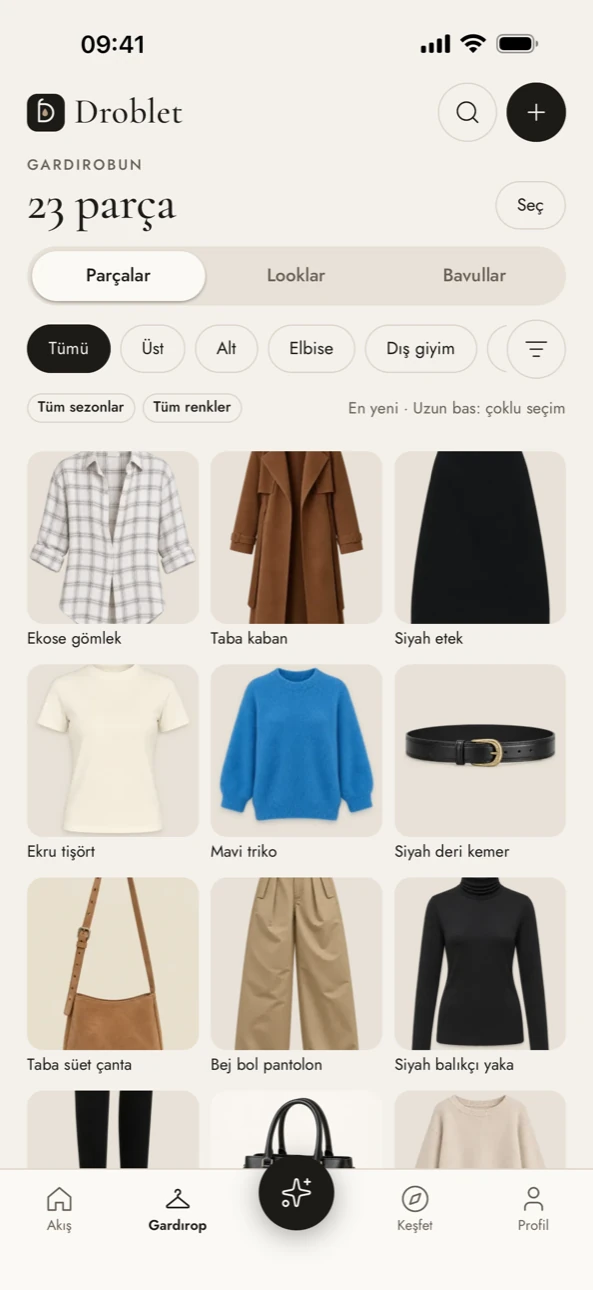 09:41
Droblet
GARDIROBUN
23 parça
Seç
Parçalar
Looklar
Bavullar
Tümü
Üst
Alt
Elbise
Dış giyim
Tüm sezonlar
Tüm renkler
En yeni · Uzun bas: çoklu seçim
Ekose gömlek
Taba kaban
Siyah etek
Ekru tişört
Mavi triko
Siyah deri kemer
Taba süet çanta
Bej bol pantolon
Siyah balıkçı yaka
Akış
Gardırop
Keşfet
Profil